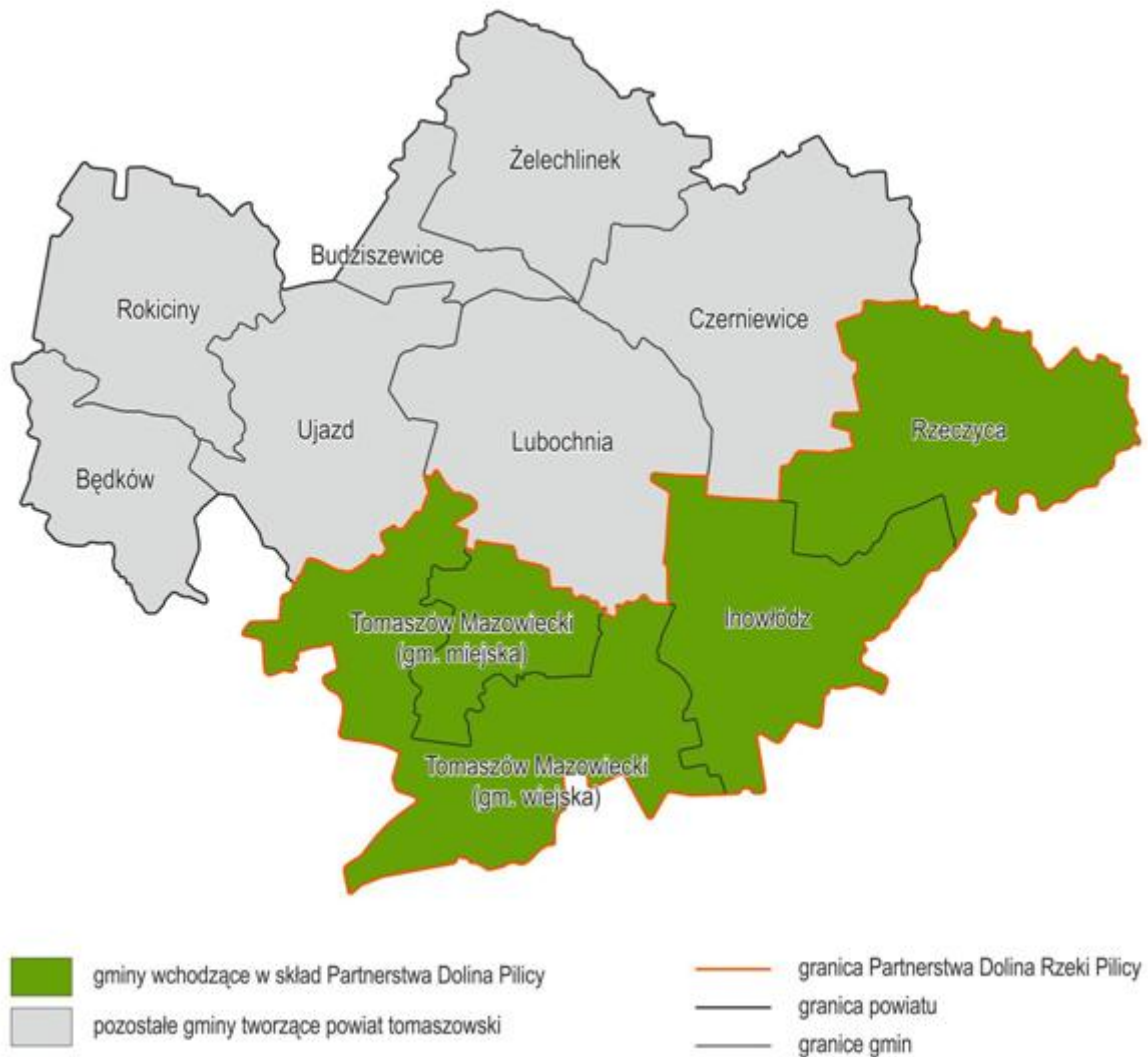 Żelechlinek
Budziszewice
Rokiciny
Czerniewice
Ujazd
Lubochnia
Rzeczyca
Będków
Tomaszów Mazowiecki
(gm. miejska)
Inowłódz
Tomaszów Mazowiecki
(gm. wiejska)
gminy wchodzące w skład Partnerstwa Dolina Pilicy
pozostałe gminy tworzące powiat tomaszowski
granica Partnerstwa Dolina Rzeki Pilicy
granica powiatu
granice gmin